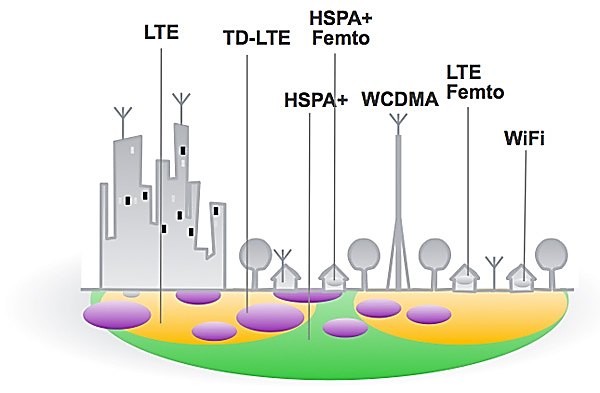 LTE
TD-LTE
HSPA+
Femto
HSPA+
WCDMA
LTE
Femto
WiFi